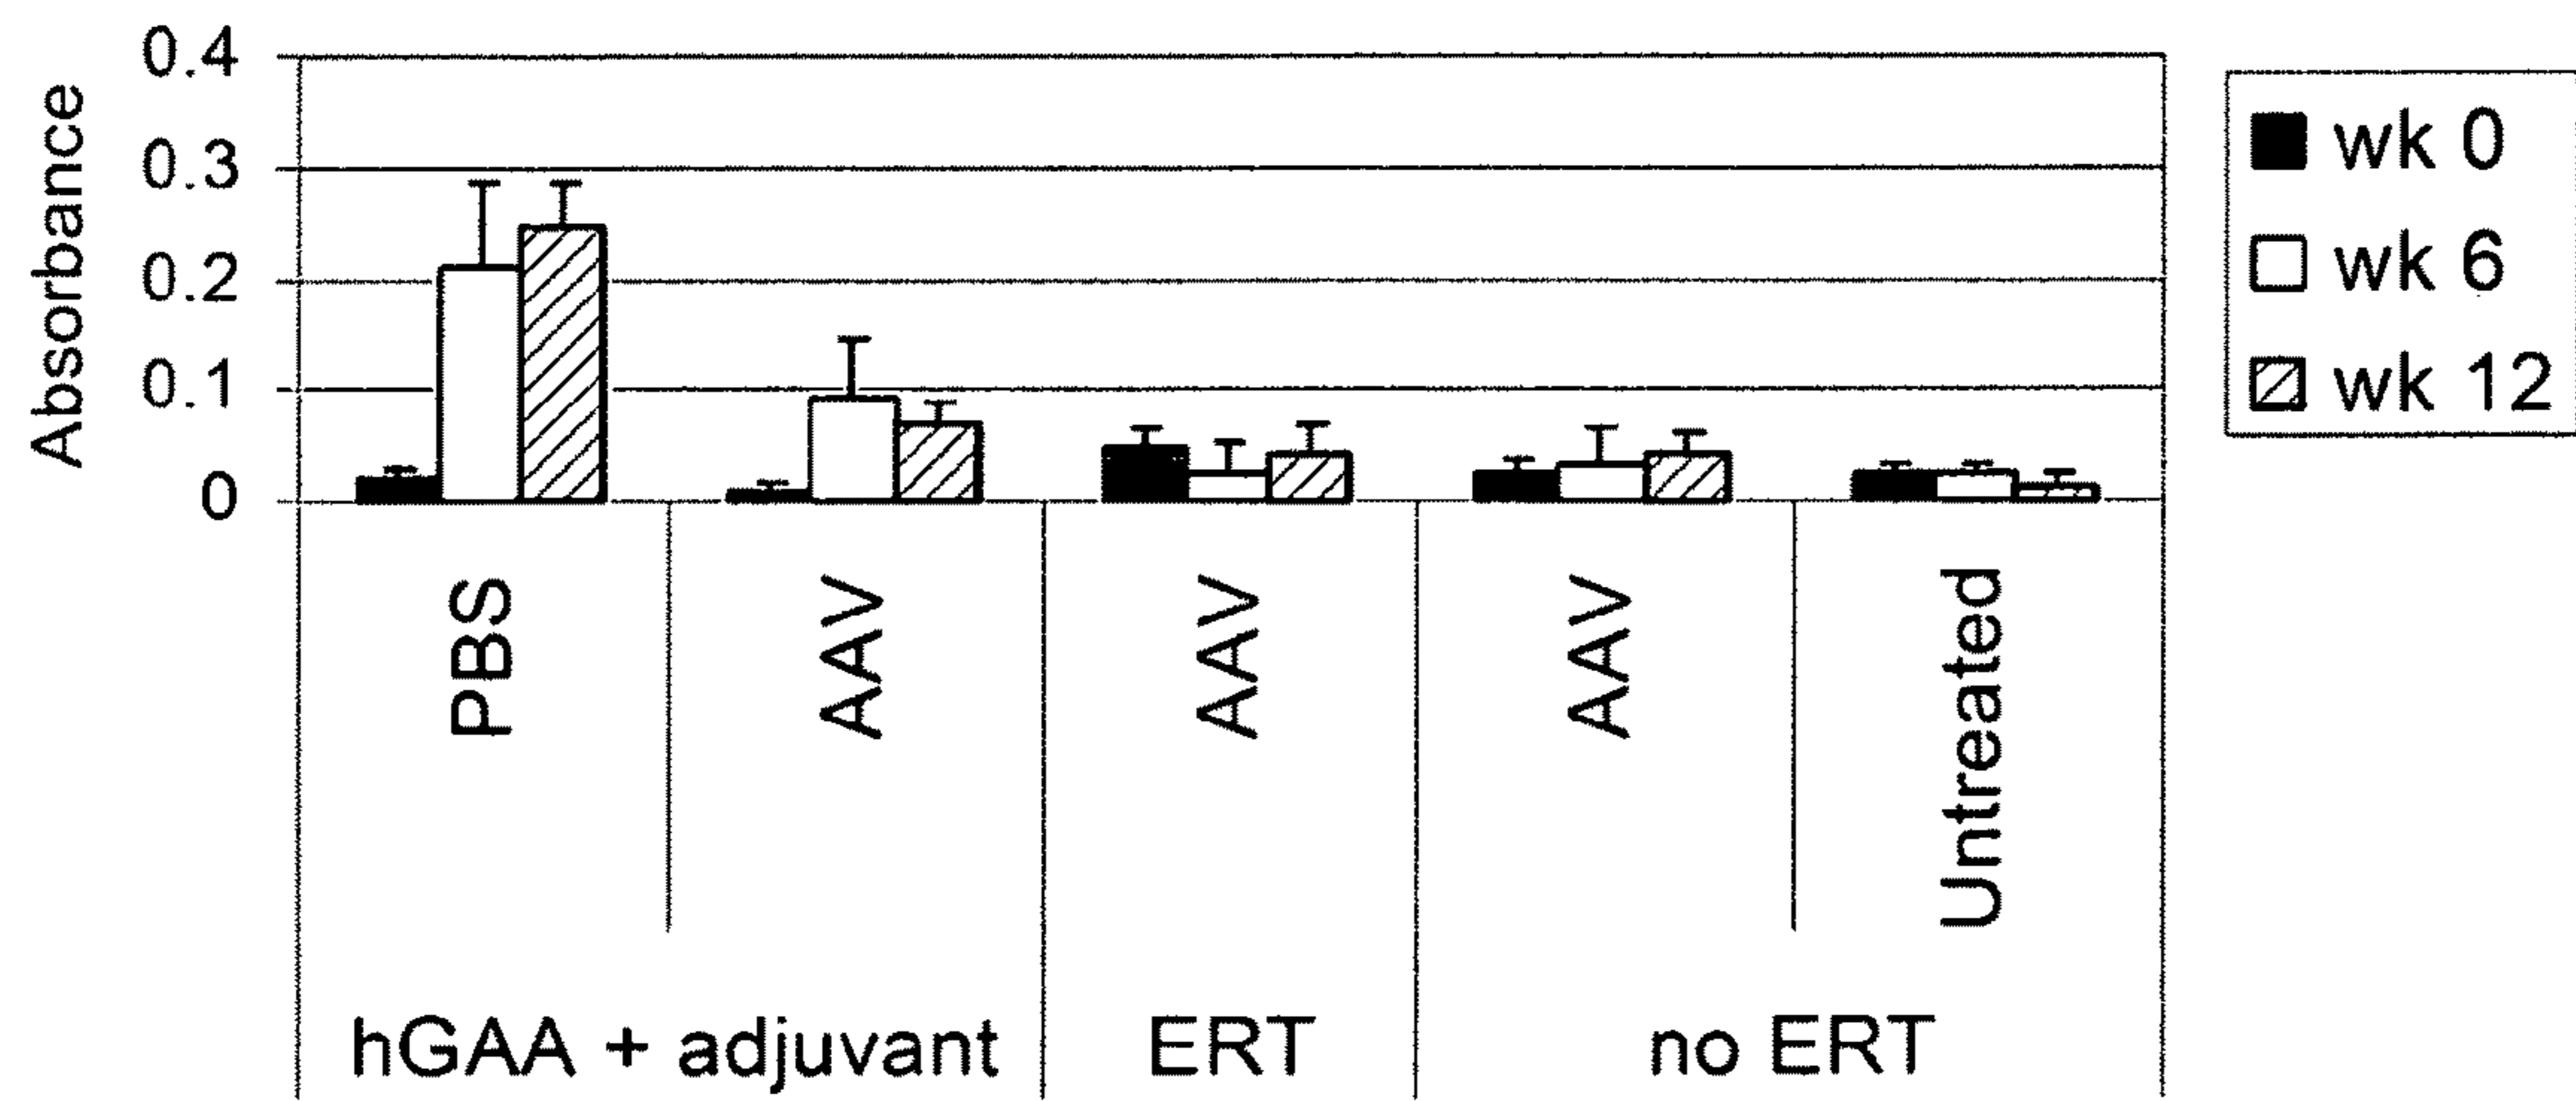 Absorbance
0.4
0.3
0.2
0.1
0
wk 0
wk 6
wk 12
PBS
AAV
AAV
AAV
Untreated
hGAA + adjuvant
ERT
no ERT